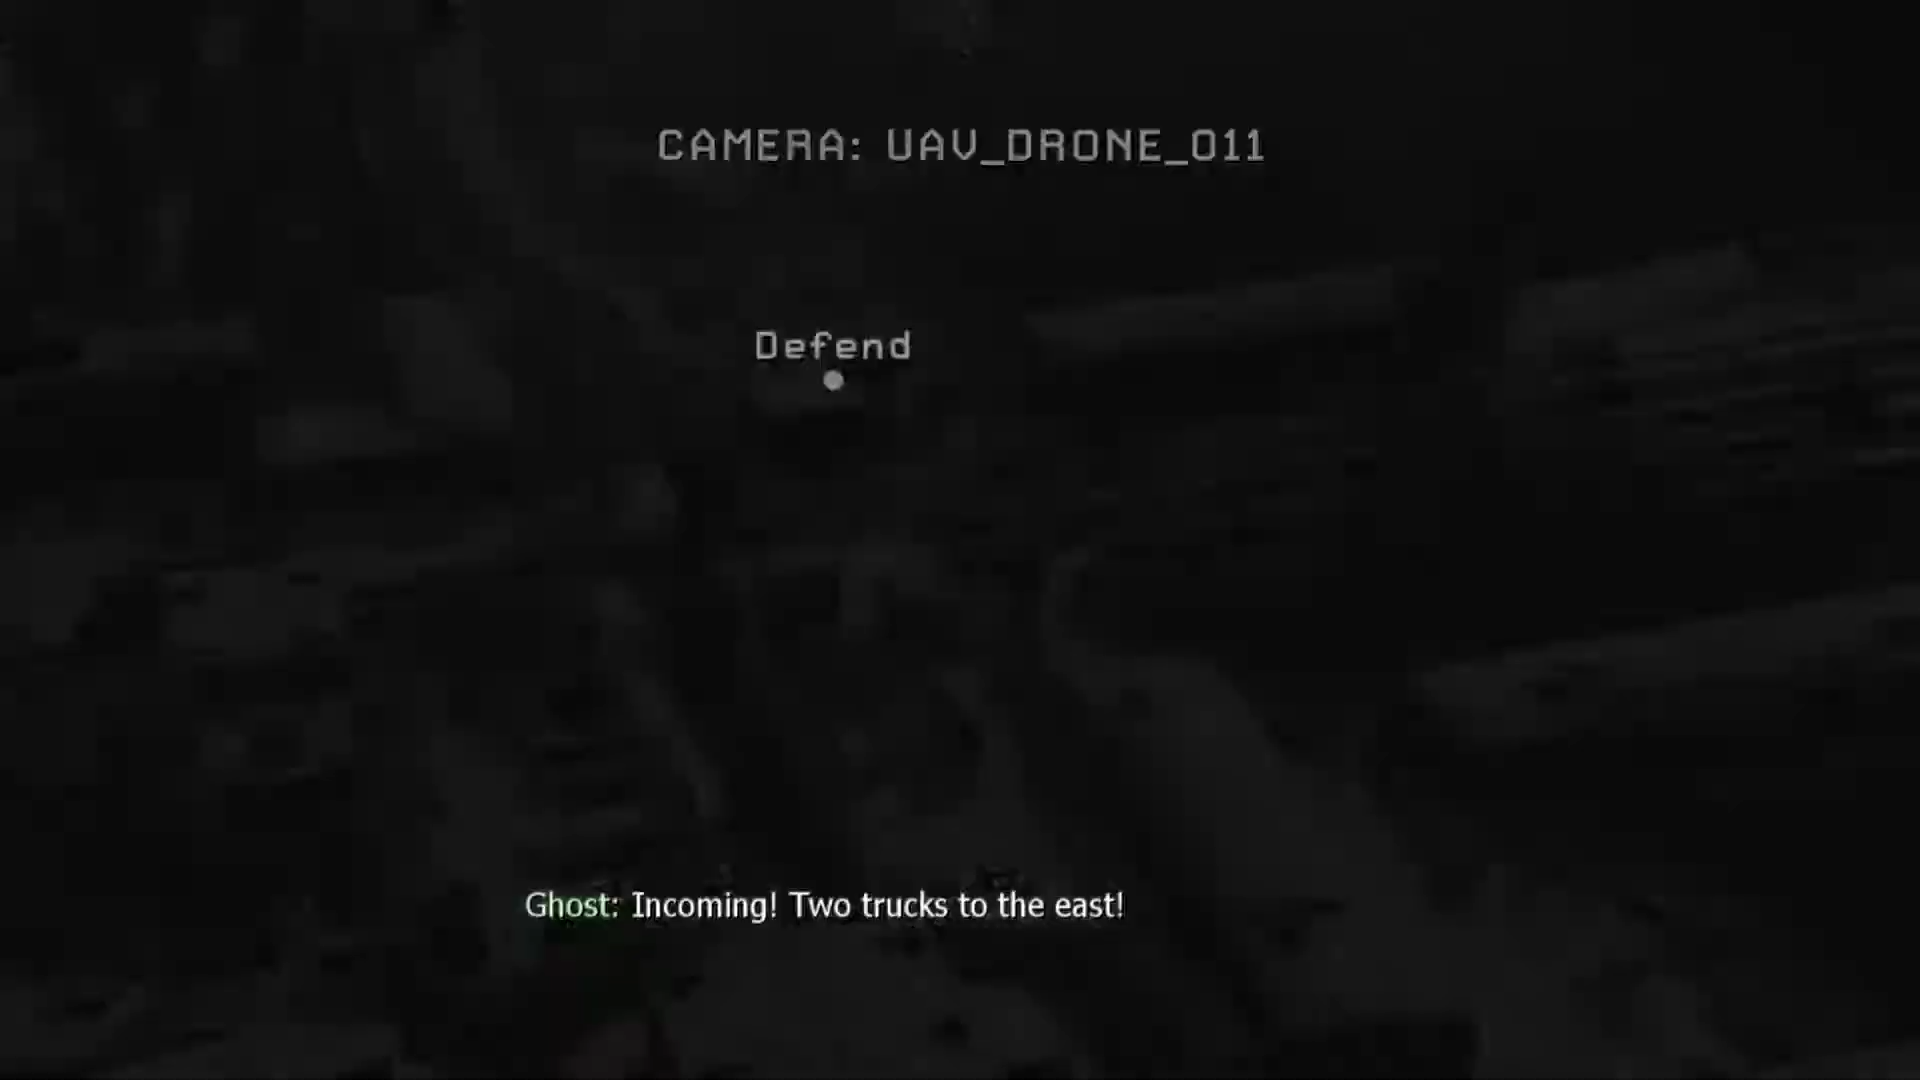 CAMERA: UAV_DRONE_011
Defend
Ghost: Incoming! Two trucks to the east!